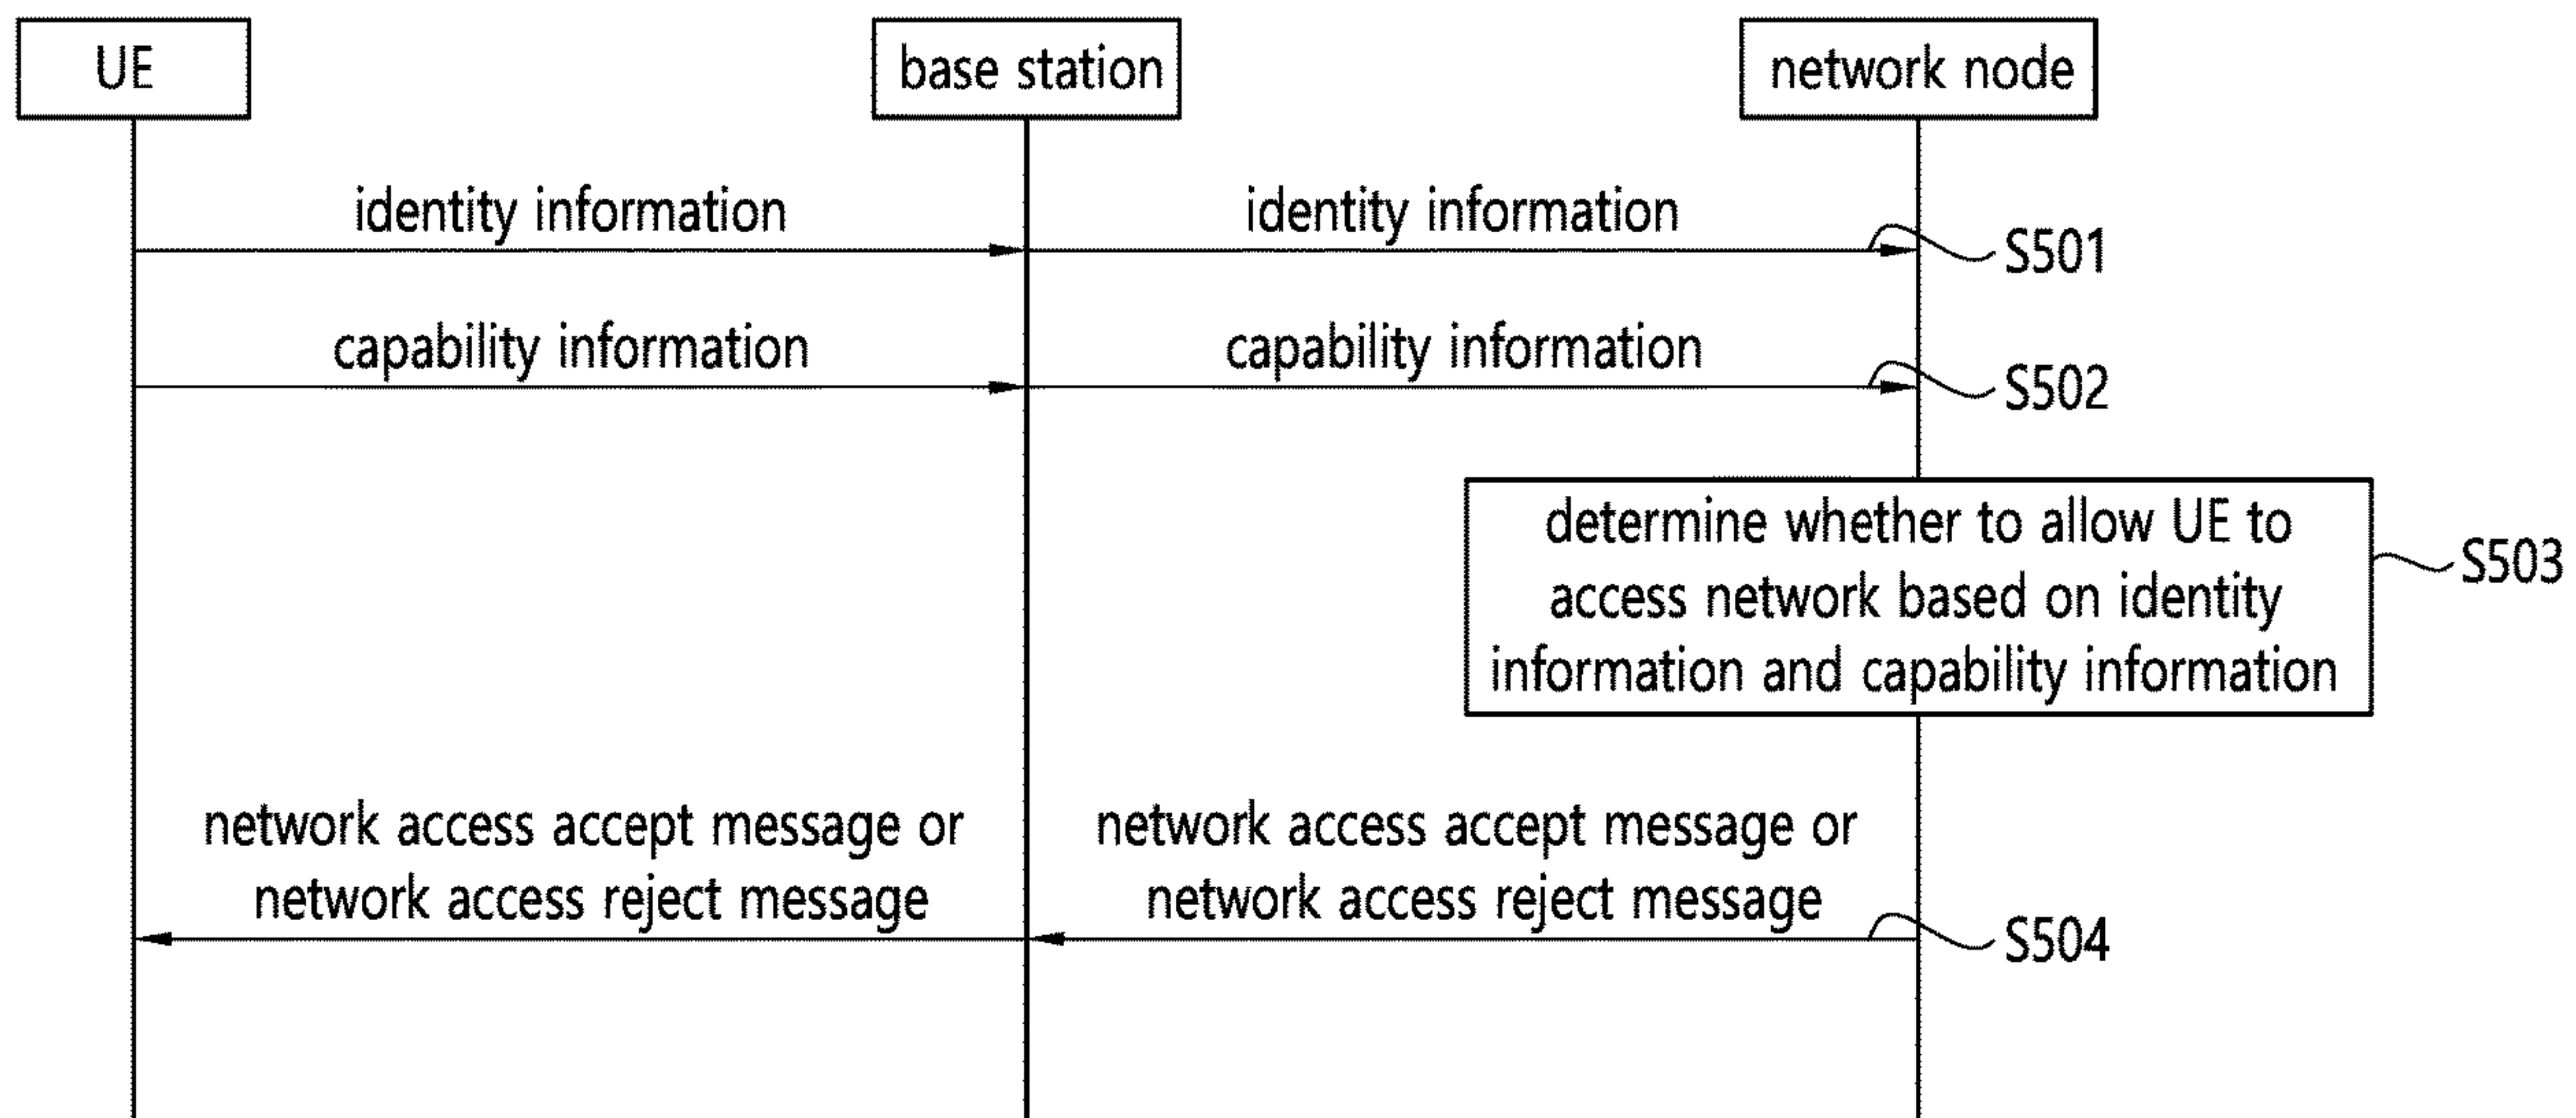 UE
base station
network node
identity information
identity information
S501
capability information
capability information
S502
determine whether to allow UE to
access network based on identity
information and capability information
S503
network access accept message or
network access reject message
network access accept message or
network access reject message
S504